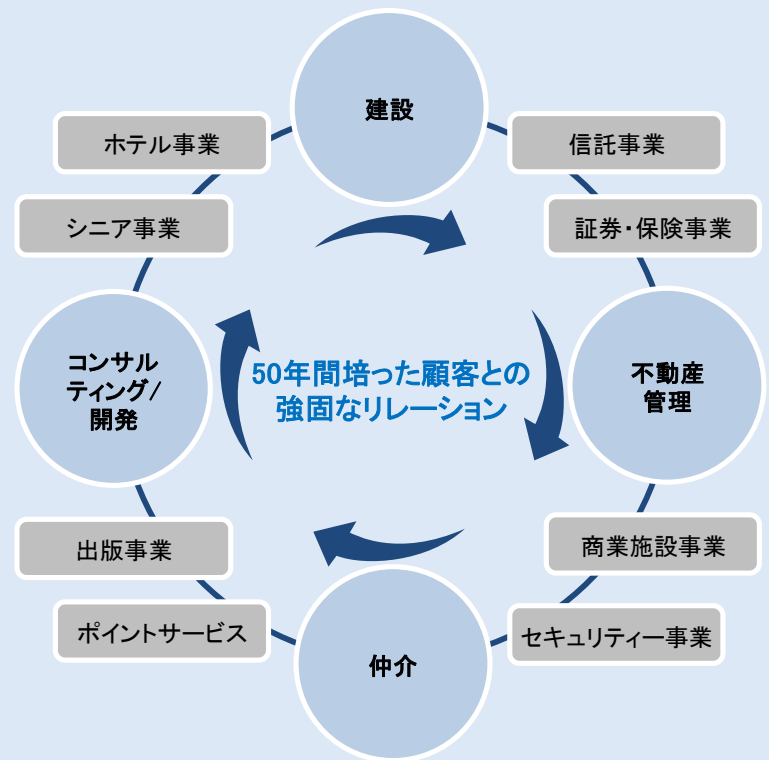 建設
ホテル事業
信託事業
シニア事業
証券・保険事業
コンサル
ティング/
開発
50年間培った顧客との
強固なリレーション
不動産
管理
出版事業
商業施設事業
ポイントサービス
セキュリティー事業
仲介